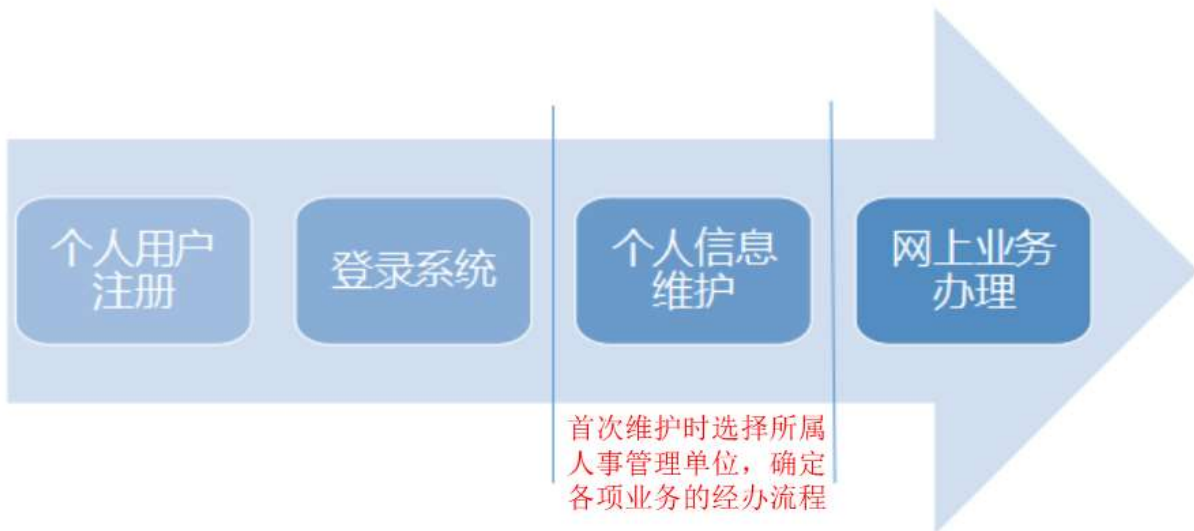 个人用户
注册
登录系统
个人信息
维护
网上业务
办理
首次维护时选择所属
人事管理单位，确定
各项业务的经办流程